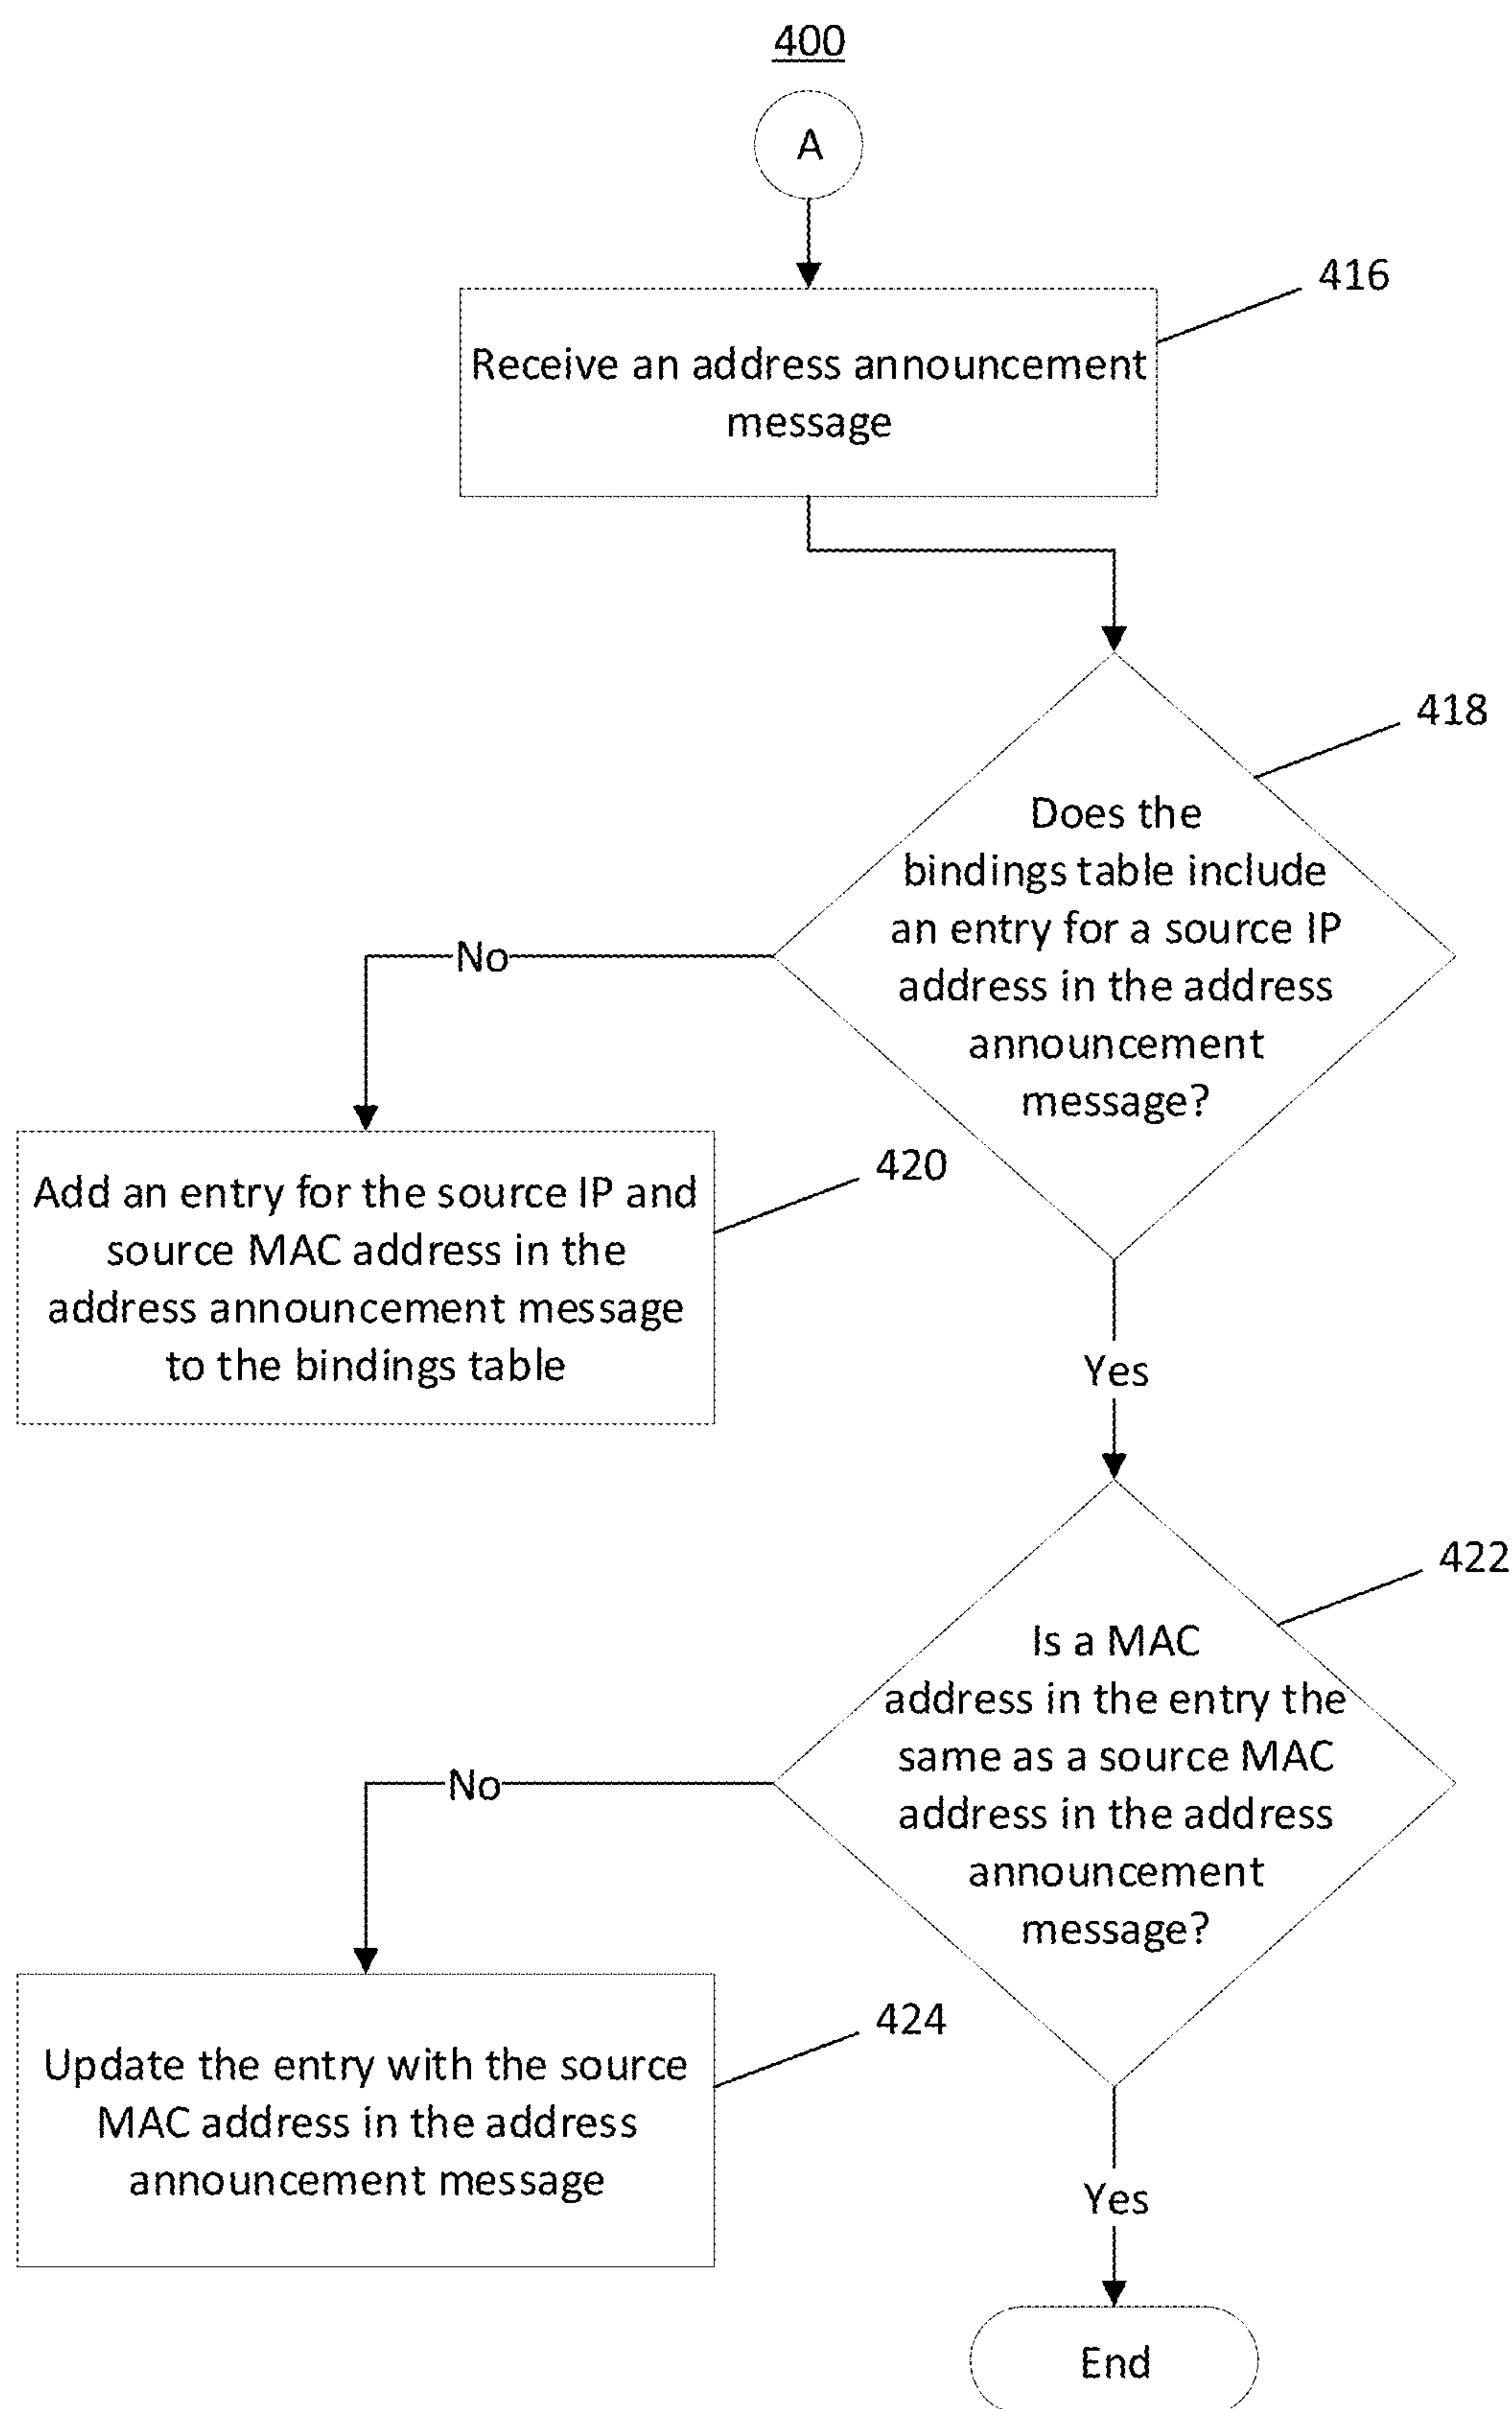 400
A
416
Receive an address announcement
message
418
Does the
bindings table include
an entry for a source IP
address in the address
announcement
message?
No
420
Add an entry for the source IP and
source MAC address in the
address announcement message
to the bindings table
Yes
422
Is a MAC
address in the entry the
same as a source MAC
address in the address
announcement
message?
No
424
Update the entry with the source
MAC address in the address
announcement message
Yes
End